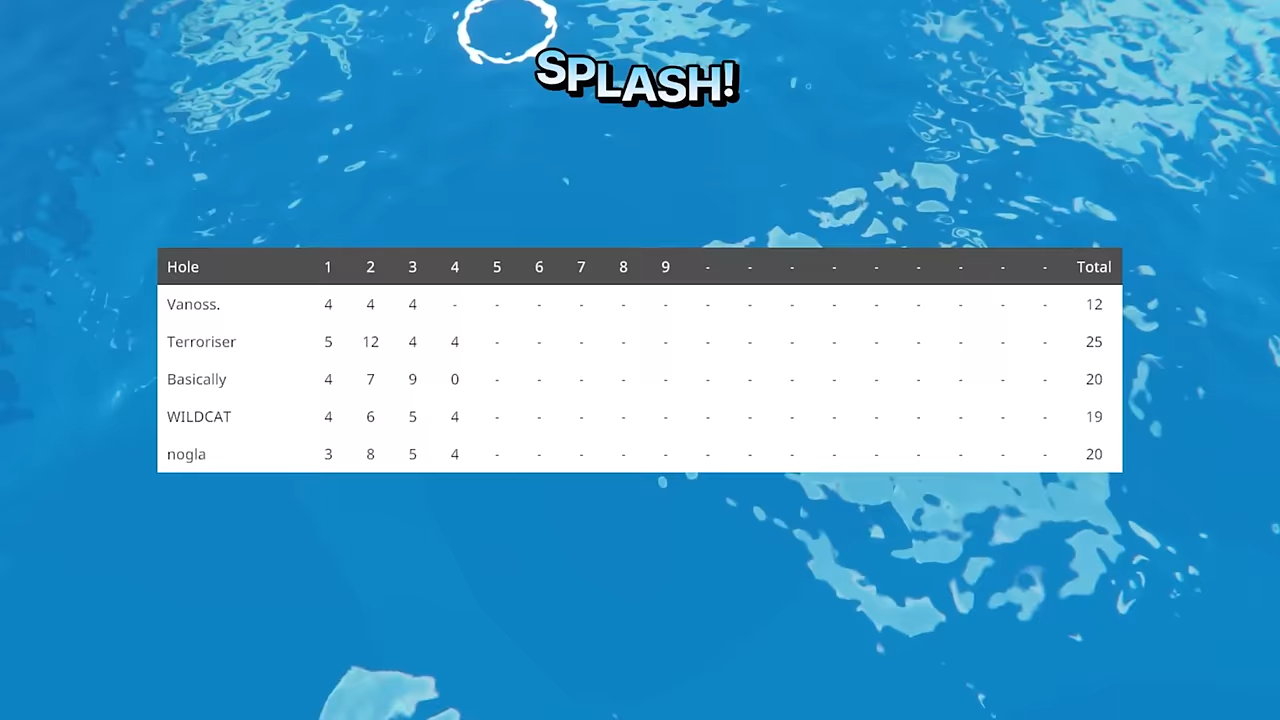 SPLASH!
Hole 1 2 3 4 5 6 7 8 9 - - - - - - - - - Total
Vanoss. 4 4 4 - - - - - - - - - - - - - - - 12
Terroriser 5 12 4 4 - - - - - - - - - - - - - - 25
Basically 4 7 9 0 - - - - - - - - - - - - - - 20
WILDCAT 4 6 5 4 - - - - - - - - - - - - - - 19
nogla 3 8 5 4 - - - - - - - - - - - - - - 20